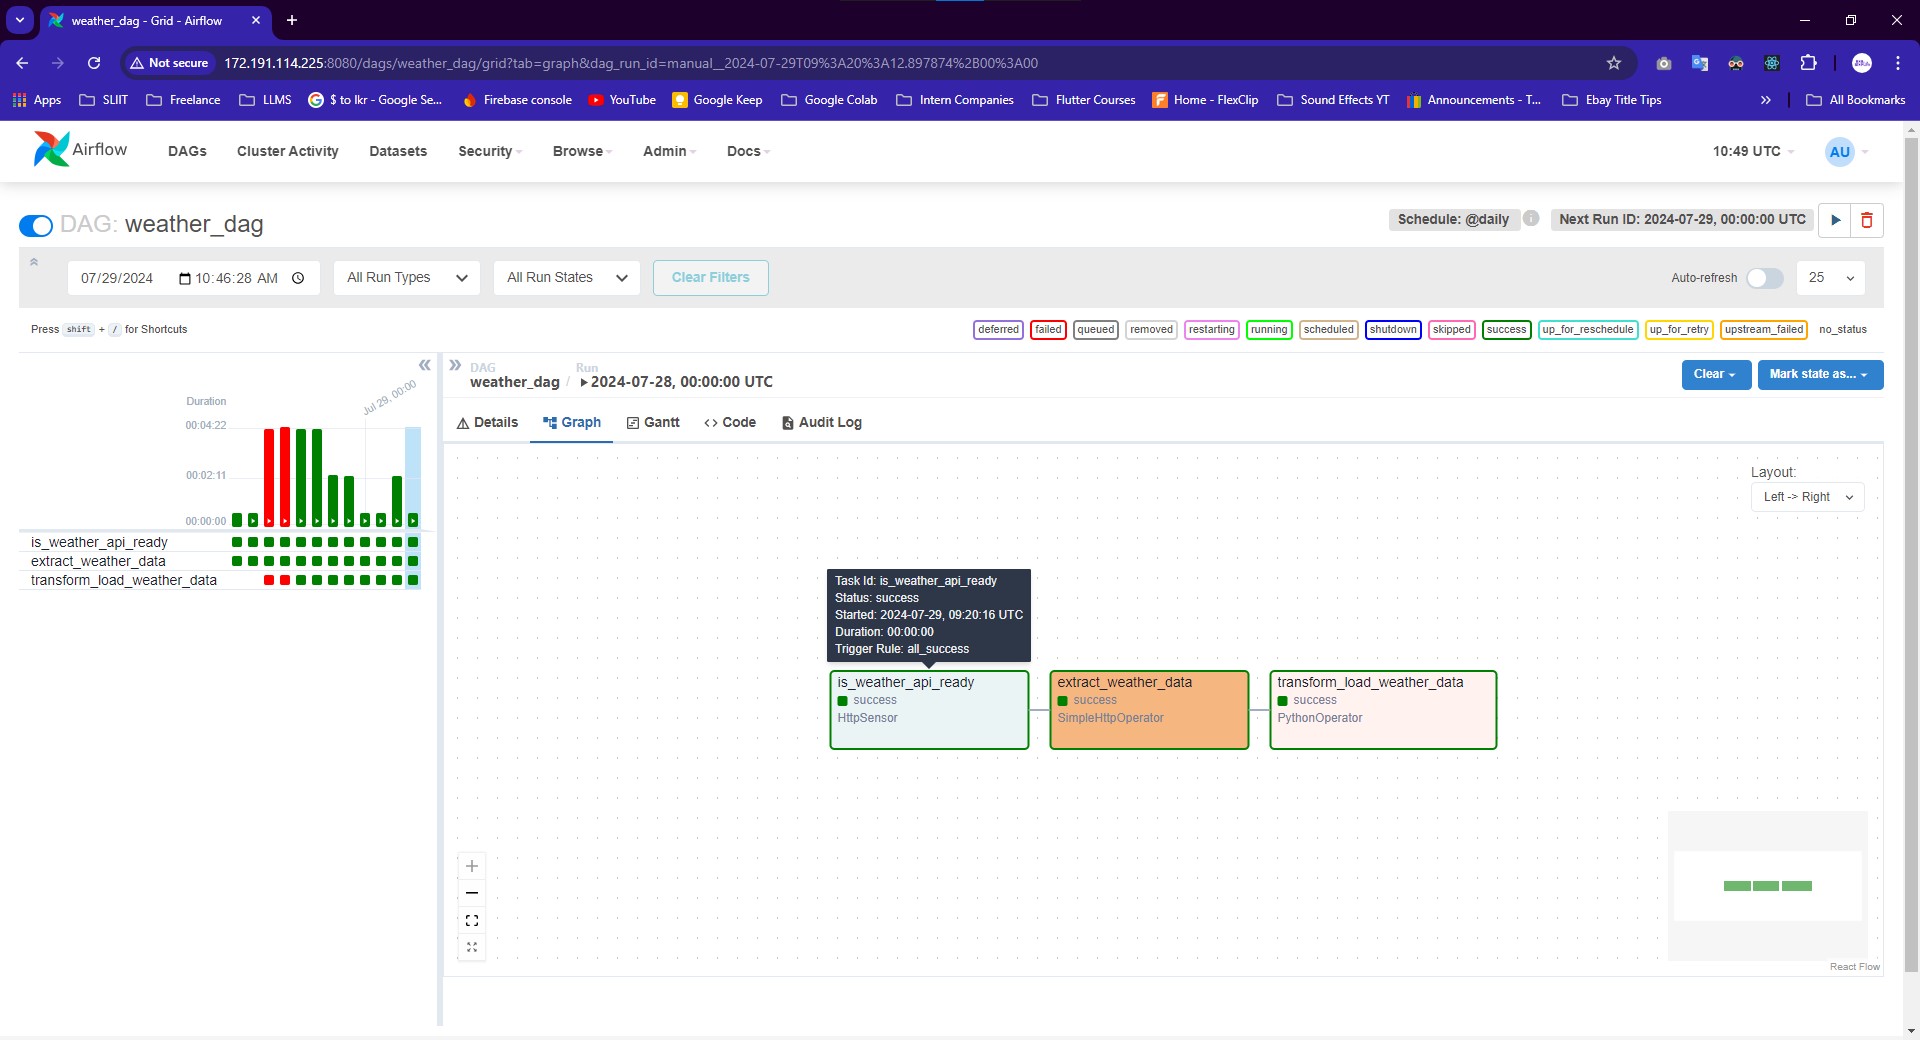 weather_dag - Grid - Airflow
Not secure 172.191.114.225:8080/dags/weather_dag/grid?tab=graph&dag_run_id=manual__2024-07-29T09%3A20%3A12.897874%2B00%3A00
Apps SLIIT Freelance LLMS $ to lkr - Google Se... Firebase console YouTube Google Keep Google Colab Intern Companies Flutter Courses Home - FlexClip Sound Effects YT Announcements - T... Ebay Title Tips » All Bookmarks
Airflow DAGs Cluster Activity Datasets Security Browse Admin Docs 10:49 UTC AU
DAG: weather_dag Schedule: @daily Next Run ID: 2024-07-29, 00:00:00 UTC
07/29/2024 10:46:28 AM All Run Types All Run States Clear Filters Auto-refresh 25
Press shift + / for Shortcuts deferred failed queued removed restarting running scheduled shutdown skipped success up_for_reschedule up_for_retry upstream_failed no_status
DAG Run
weather_dag / 2024-07-28, 00:00:00 UTC Clear Mark state as...
Details Graph Gantt Code Audit Log
Jul 29, 00:00
Duration
00:04:22
00:02:11
00:00:00
is_weather_api_ready
extract_weather_data
transform_load_weather_data
Layout:
Left -> Right
Task Id: is_weather_api_ready
Status: success
Started: 2024-07-29, 09:20:16 UTC
Duration: 00:00:00
Trigger Rule: all_success
is_weather_api_ready
success
HttpSensor
extract_weather_data
success
SimpleHttpOperator
transform_load_weather_data
success
PythonOperator
React Flow